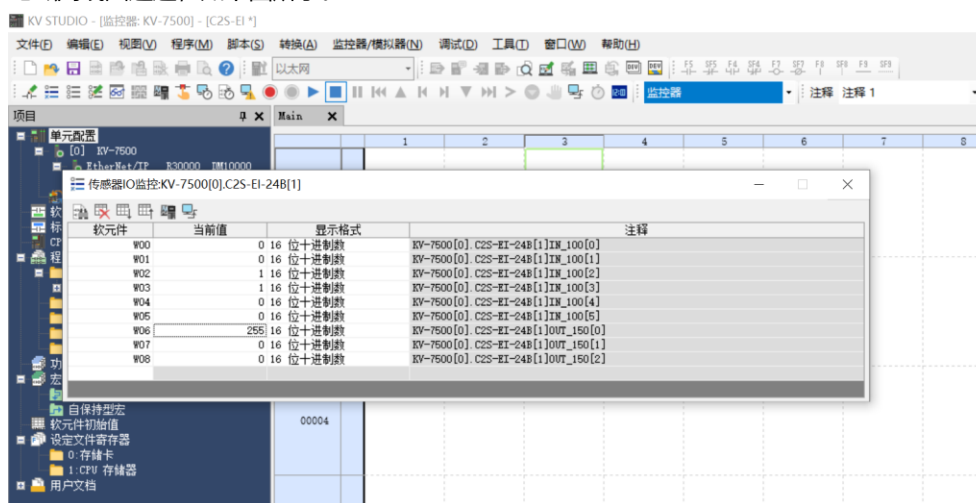 KV STUDIO - [监控器: KV-7500] - [C2S-EI *]
文件(F) 编辑(E) 视图(V) 程序(M) 脚本(S) 转换(A) 监控器/模拟器(N) 调试(D) 工具(T) 窗口(W) 帮助(H)
以太网
监控器 注释 注释 1
项目 Main
单元配置
[0] KV-7500
EtherNet/IP R30000 DM10000
1 2 3 4 5 6 7 8
传感器IO监控:KV-7500[0].C2S-EI-24B[1]
软元件 当前值 显示格式 注释
W00 0 16 位十进制数 KV-7500[0].C2S-EI-24B[1]IN_100[0]
W01 0 16 位十进制数 KV-7500[0].C2S-EI-24B[1]IN_100[1]
W02 1 16 位十进制数 KV-7500[0].C2S-EI-24B[1]IN_100[2]
W03 1 16 位十进制数 KV-7500[0].C2S-EI-24B[1]IN_100[3]
W04 0 16 位十进制数 KV-7500[0].C2S-EI-24B[1]IN_100[4]
W05 0 16 位十进制数 KV-7500[0].C2S-EI-24B[1]IN_100[5]
W06 255 16 位十进制数 KV-7500[0].C2S-EI-24B[1]OUT_150[0]
W07 0 16 位十进制数 KV-7500[0].C2S-EI-24B[1]OUT_150[1]
W08 0 16 位十进制数 KV-7500[0].C2S-EI-24B[1]OUT_150[2]
软
标
CP
程
功
宏
自保持型宏
软元件初始值
00004
设定文件寄存器
0:存储卡
1:CPU 存储器
用户文档